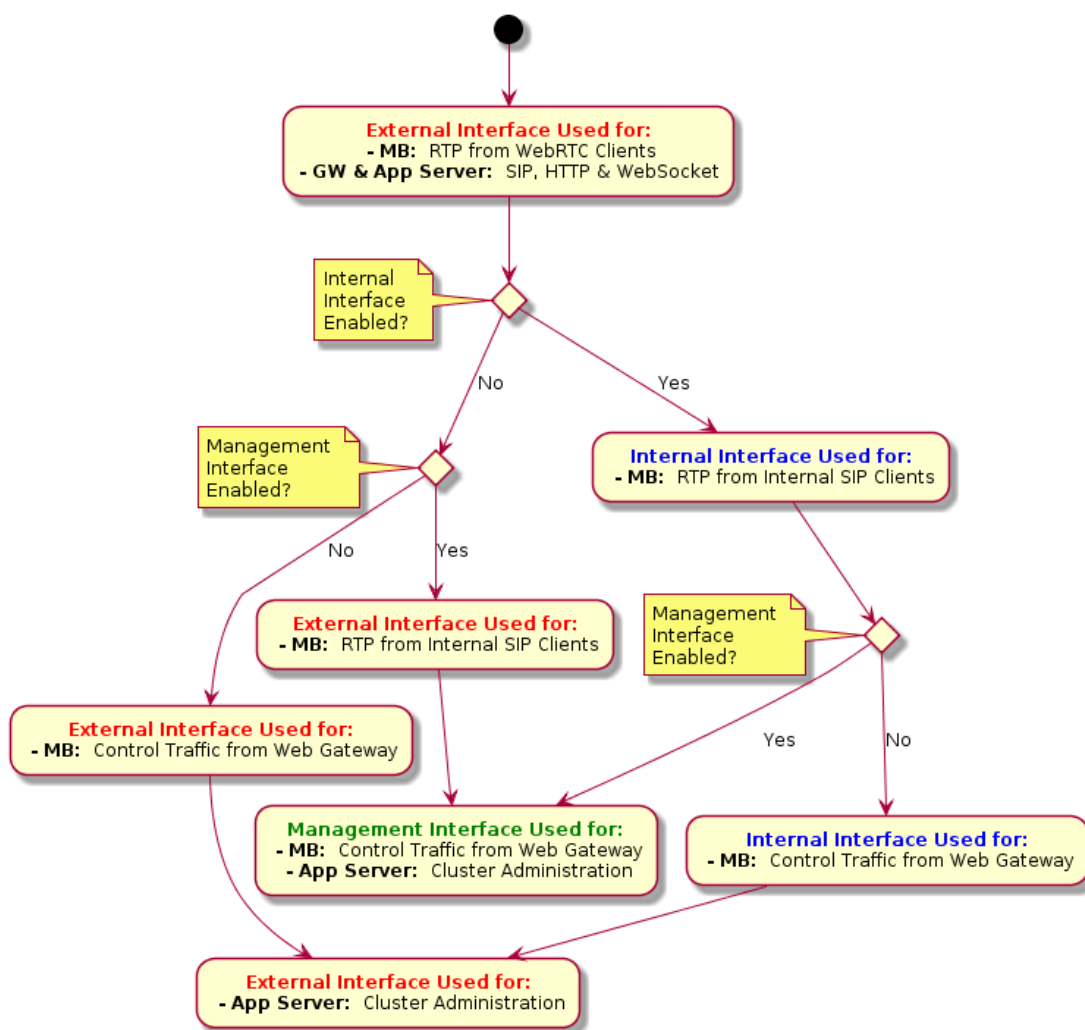 External Interface Used for:
- MB: RTP from WebRTC Clients
- GW & App Server: SIP, HTTP & WebSocket
Internal
Interface
Enabled?
No
Yes
Management
Interface
Enabled?
Internal Interface Used for:
- MB: RTP from Internal SIP Clients
No
Yes
External Interface Used for:
- MB: RTP from Internal SIP Clients
Management
Interface
Enabled?
External Interface Used for:
- MB: Control Traffic from Web Gateway
Yes
No
Management Interface Used for:
- MB: Control Traffic from Web Gateway
- App Server: Cluster Administration
Internal Interface Used for:
- MB: Control Traffic from Web Gateway
External Interface Used for:
- App Server: Cluster Administration